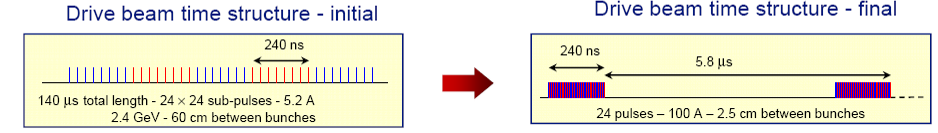 Drive beam time structure - initial
240 ns
140 µs total length - 24 × 24 sub-pulses - 5.2 A
2.4 GeV - 60 cm between bunches
Drive beam time structure - final
240 ns
5.8 µs
24 pulses – 100 A – 2.5 cm between bunches